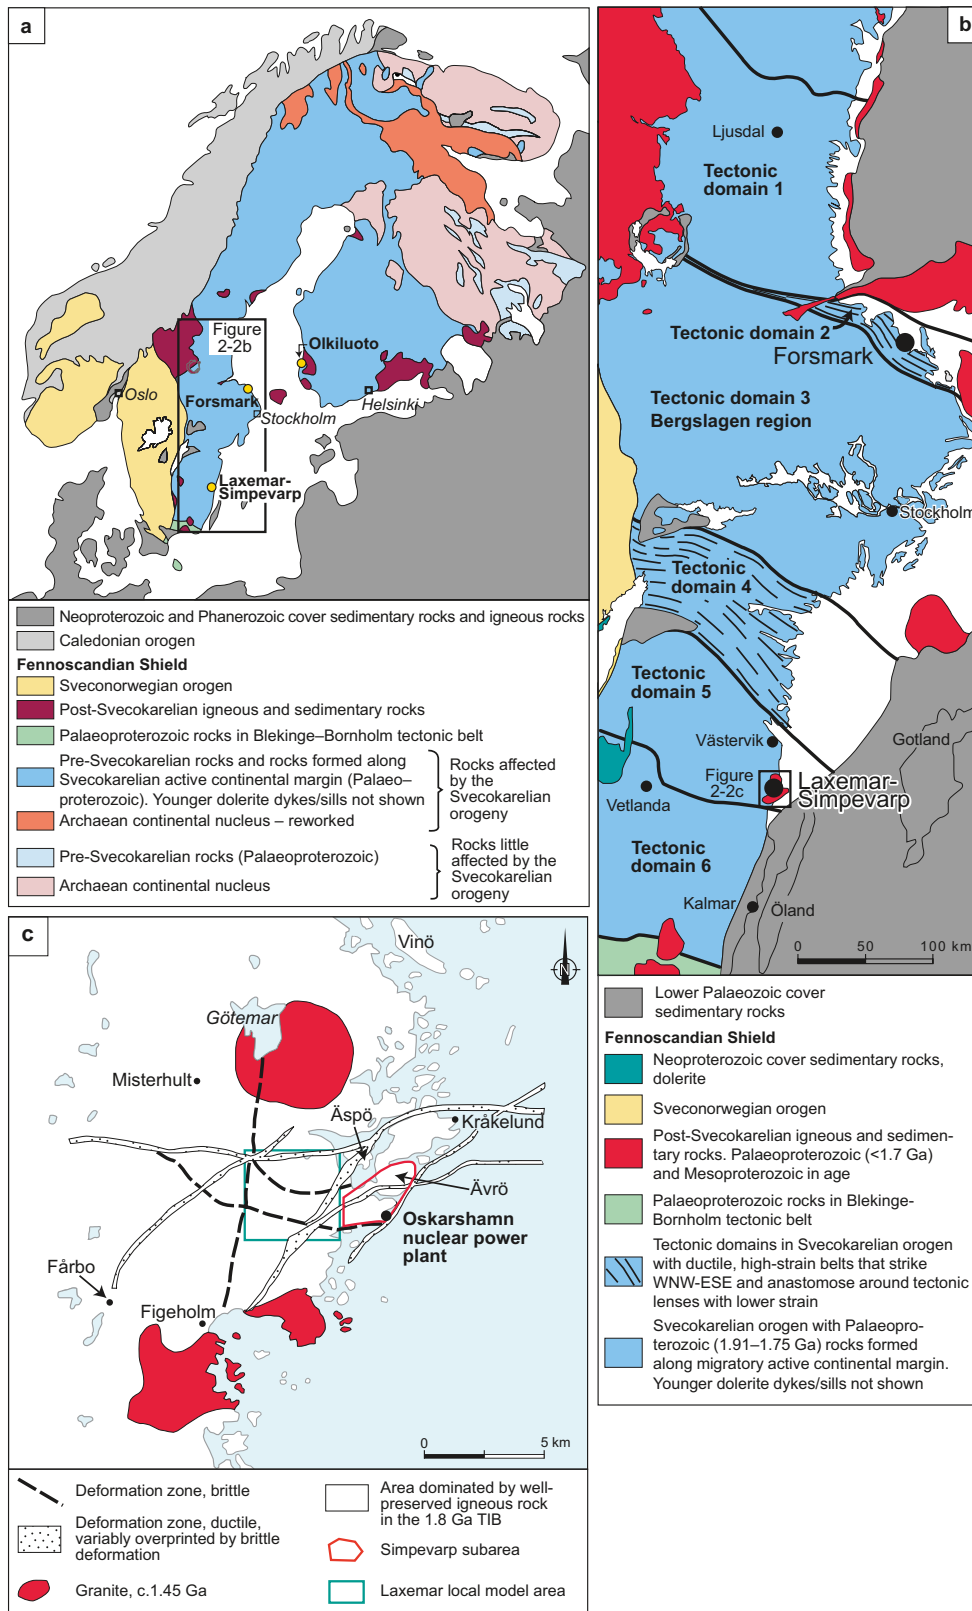 a
Figure
2-2b
Olkiluoto
Oslo
Forsmark
Stockholm
Helsinki
Laxemar-
Simpevarp
Neoproterozoic and Phanerozoic cover sedimentary rocks and igneous rocks
Caledonian orogen
Fennoscandian Shield
Sveconorwegian orogen
Post-Svecokarelian igneous and sedimentary rocks
Palaeoproterozoic rocks in Blekinge–Bornholm tectonic belt
Pre-Svecokarelian rocks and rocks formed along
Svecokarelian active continental margin (Palaeo-
proterozoic). Younger dolerite dykes/sills not shown
Archaean continental nucleus – reworked
Rocks affected
by the
Svecokarelian
orogeny
Pre-Svecokarelian rocks (Palaeoproterozoic)
Archaean continental nucleus
Rocks little
affected by the
Svecokarelian
orogeny
b
Ljusdal
Tectonic
domain 1
Tectonic domain 2
Forsmark
Tectonic domain 3
Bergslagen region
Stockholm
Tectonic
domain 4
Tectonic
domain 5
Västervik
Gotland
Figure
2-2c
Laxemar-
Simpevarp
Vetlanda
Tectonic
domain 6
Kalmar
Öland
0 50 100 km
Lower Palaeozoic cover
sedimentary rocks
Fennoscandian Shield
Neoproterozoic cover sedimentary rocks,
dolerite
Sveconorwegian orogen
Post-Svecokarelian igneous and sedimen-
tary rocks. Palaeoproterozoic (<1.7 Ga)
and Mesoproterozoic in age
Palaeoproterozoic rocks in Blekinge-
Bornholm tectonic belt
Tectonic domains in Svecokarelian orogen
with ductile, high-strain belts that strike
WNW-ESE and anastomose around tectonic
lenses with lower strain
Svecokarelian orogen with Palaeopro-
terozoic (1.91–1.75 Ga) rocks formed
along migratory active continental margin.
Younger dolerite dykes/sills not shown
c
Vinö
N
Götemar
Misterhult
Äspö
Kråkelund
Ävrö
Oskarshamn
nuclear power
plant
Fårbo
Figeholm
0 5 km
Deformation zone, brittle
Deformation zone, ductile,
variably overprinted by brittle
deformation
Granite, c.1.45 Ga
Area dominated by well-
preserved igneous rock
in the 1.8 Ga TIB
Simpevarp subarea
Laxemar local model area